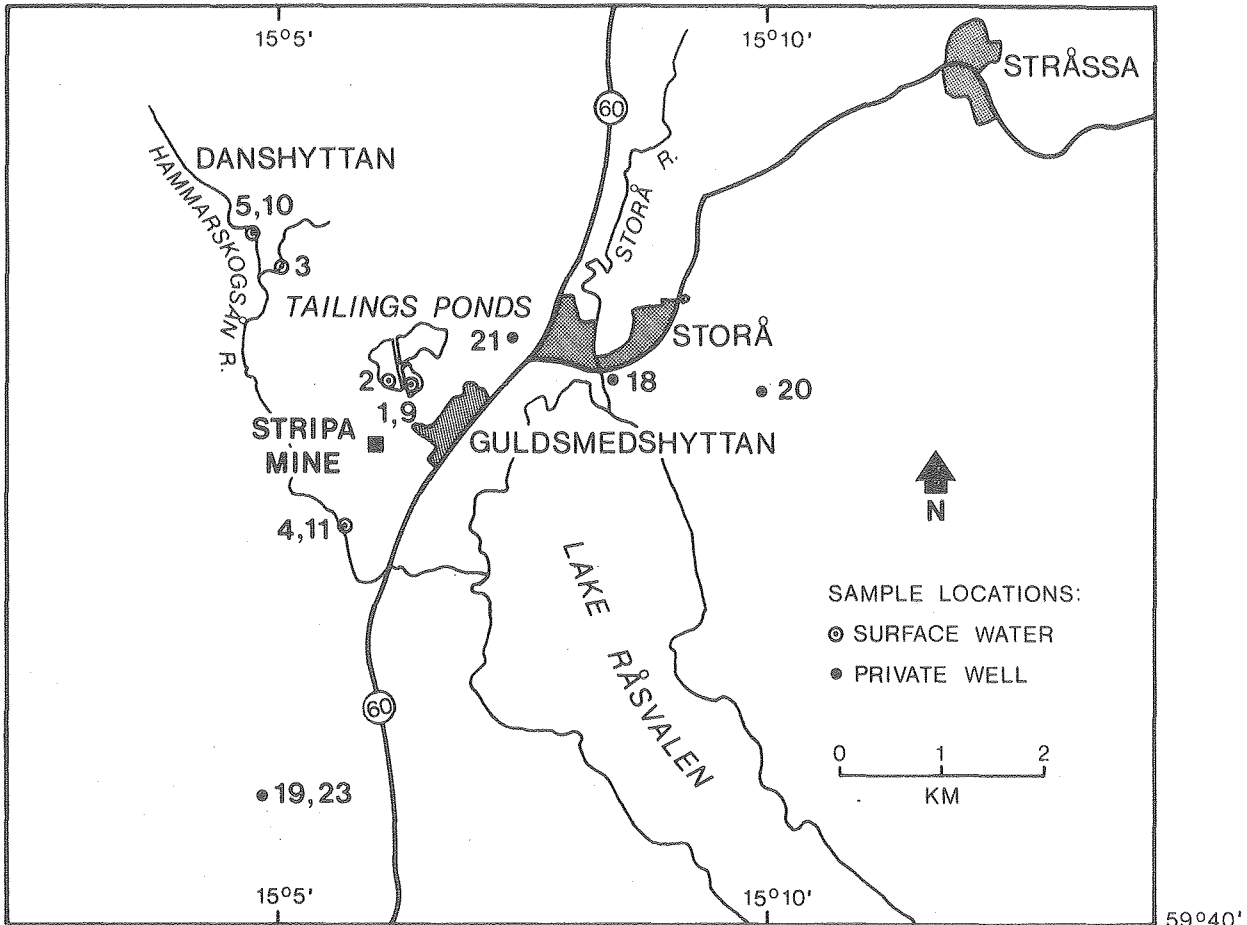 15°5'
15°10'
STRÅSSA
60
HAMMARSKOGSÅN R.
DANSHYTTAN
STORÅ R.
5,10
3
TAILINGS PONDS
21
STORÅ
2
18
20
1,9
STRIPA
MINE
GULDSMEDSHYTTAN
N
4,11
LAKE RÅSVALEN
SAMPLE LOCATIONS:
SURFACE WATER
PRIVATE WELL
60
0 1 2
KM
19,23
15°5'
15°10'
59°40'